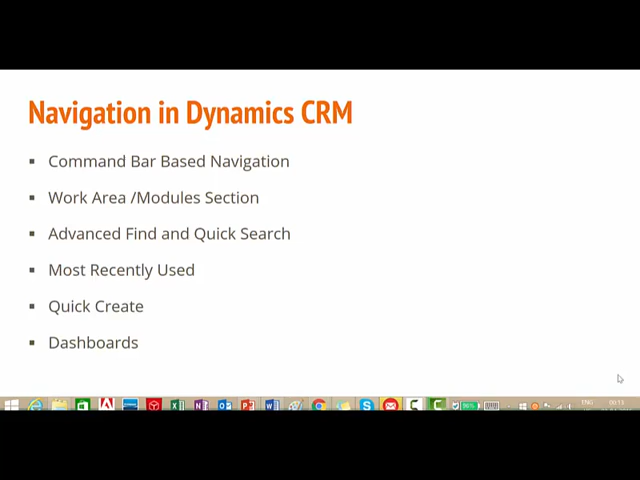 Navigation in Dynamics CRM
Command Bar Based Navigation
Work Area /Modules Section
Advanced Find and Quick Search
Most Recently Used
Quick Create
Dashboards